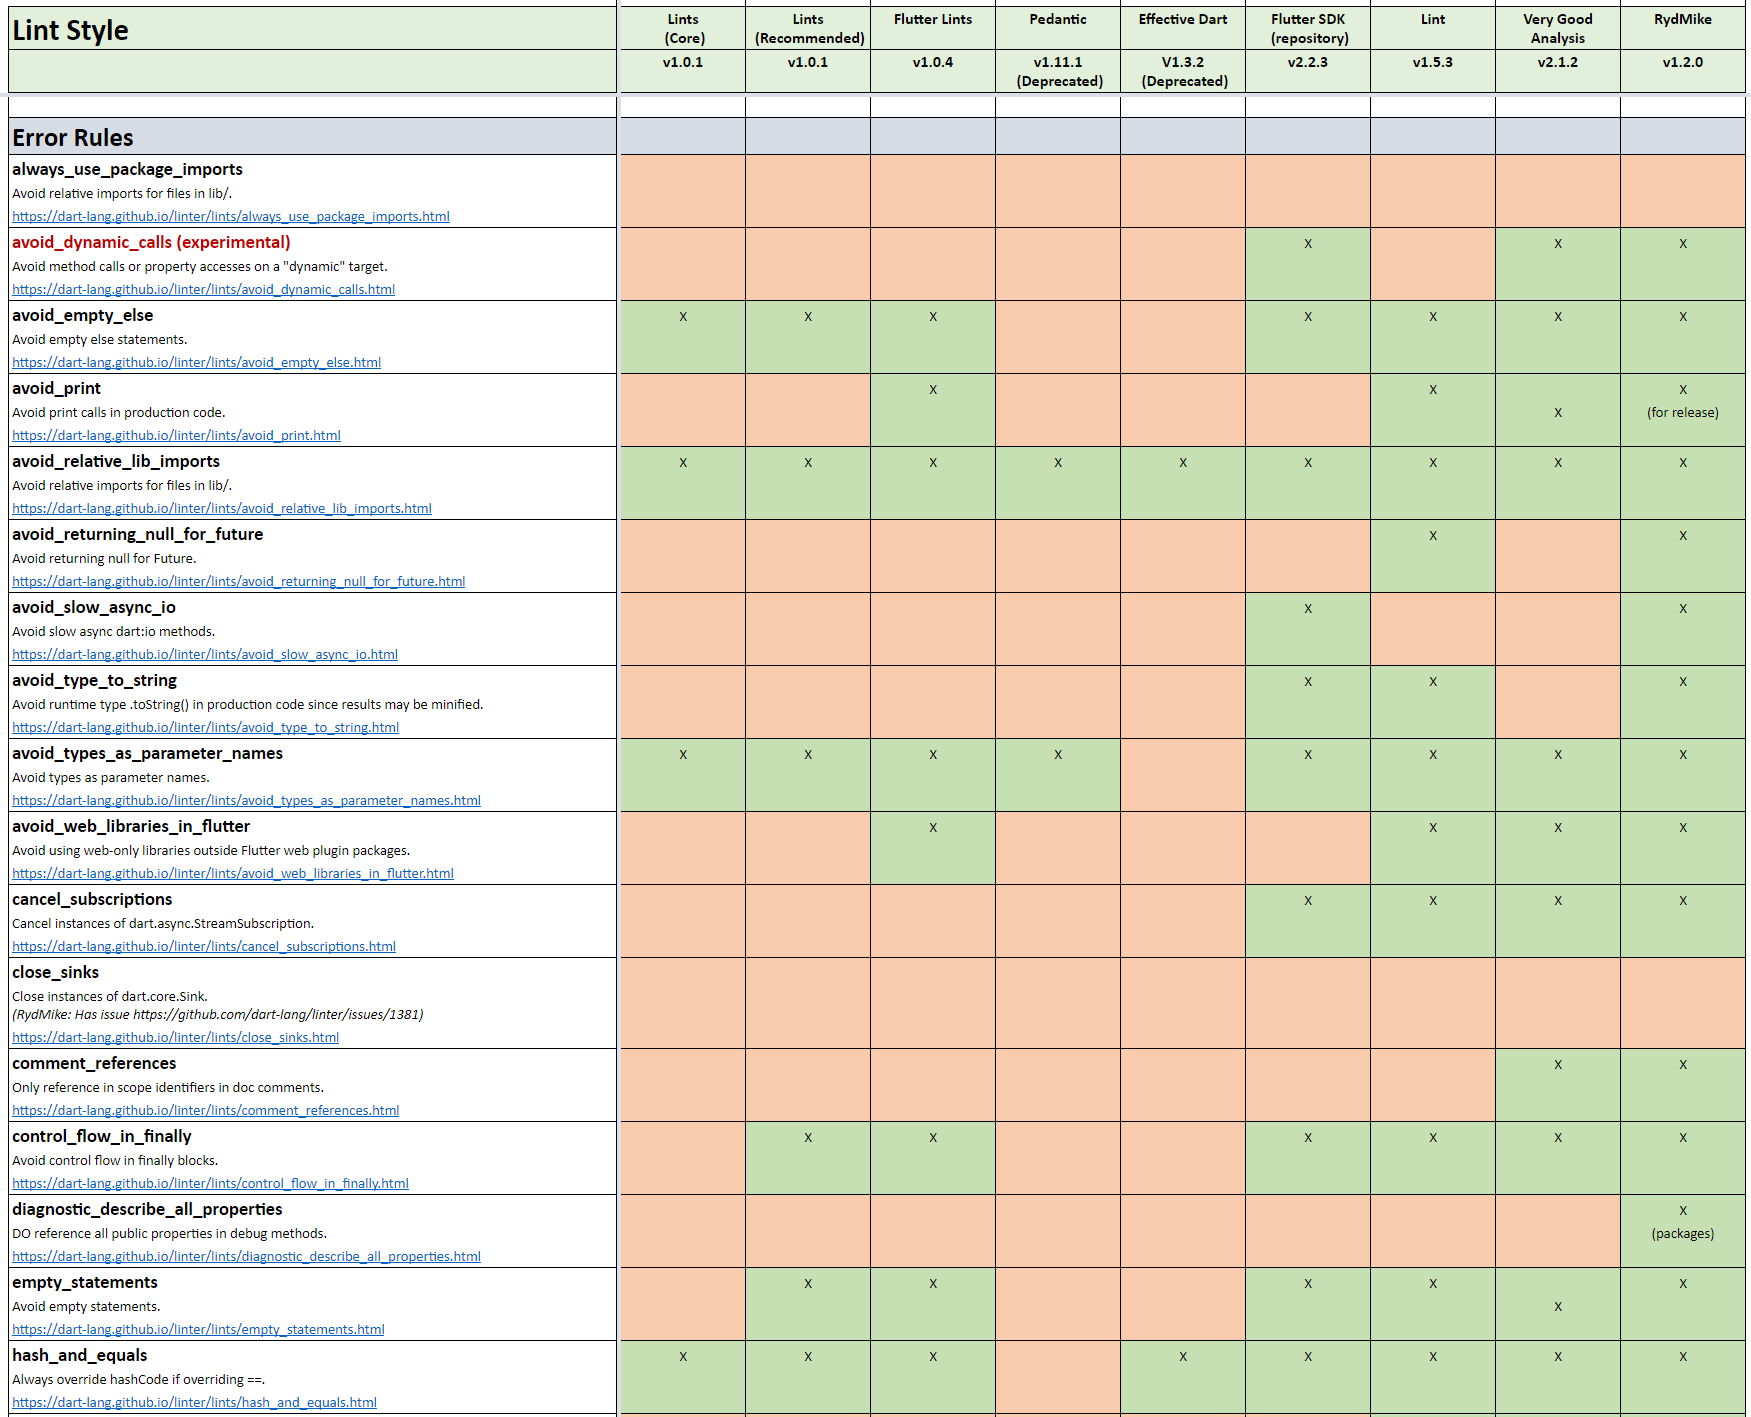 Lint Style
Lints (Core)
Lints (Recommended)
Flutter Lints
Pedantic
Effective Dart
Flutter SDK (repository)
Lint
Very Good Analysis
RydMike
v1.0.1
v1.0.1
v1.0.4
v1.11.1 (Deprecated)
V1.3.2 (Deprecated)
v2.2.3
v1.5.3
v2.1.2
v1.2.0
Error Rules
always_use_package_imports
Avoid relative imports for files in lib/.
https://dart-lang.github.io/linter/lints/always_use_package_imports.html
avoid_dynamic_calls (experimental)
X X X
Avoid method calls or property accesses on a "dynamic" target.
https://dart-lang.github.io/linter/lints/avoid_dynamic_calls.html
avoid_empty_else
X X X X X X X
Avoid empty else statements.
https://dart-lang.github.io/linter/lints/avoid_empty_else.html
avoid_print
X X X
Avoid print calls in production code.
X (for release)
https://dart-lang.github.io/linter/lints/avoid_print.html
avoid_relative_lib_imports
X X X X X X X X X
Avoid relative imports for files in lib/.
https://dart-lang.github.io/linter/lints/avoid_relative_lib_imports.html
avoid_returning_null_for_future
X X
Avoid returning null for Future.
https://dart-lang.github.io/linter/lints/avoid_returning_null_for_future.html
avoid_slow_async_io
X X
Avoid slow async dart:io methods.
https://dart-lang.github.io/linter/lints/avoid_slow_async_io.html
avoid_type_to_string
X X X
Avoid runtime type .toString() in production code since results may be minified.
https://dart-lang.github.io/linter/lints/avoid_type_to_string.html
avoid_types_as_parameter_names
X X X X X X X X
Avoid types as parameter names.
https://dart-lang.github.io/linter/lints/avoid_types_as_parameter_names.html
avoid_web_libraries_in_flutter
X X X X
Avoid using web-only libraries outside Flutter web plugin packages.
https://dart-lang.github.io/linter/lints/avoid_web_libraries_in_flutter.html
cancel_subscriptions
X X X X
Cancel instances of dart.async.StreamSubscription.
https://dart-lang.github.io/linter/lints/cancel_subscriptions.html
close_sinks
Close instances of dart.core.Sink.
(RydMike: Has issue https://github.com/dart-lang/linter/issues/1381)
https://dart-lang.github.io/linter/lints/close_sinks.html
comment_references
X X
Only reference in scope identifiers in doc comments.
https://dart-lang.github.io/linter/lints/comment_references.html
control_flow_in_finally
X X X X X X
Avoid control flow in finally blocks.
https://dart-lang.github.io/linter/lints/control_flow_in_finally.html
diagnostic_describe_all_properties
X
DO reference all public properties in debug methods.
(packages)
https://dart-lang.github.io/linter/lints/diagnostic_describe_all_properties.html
empty_statements
X X X X X
Avoid empty statements.
X
https://dart-lang.github.io/linter/lints/empty_statements.html
hash_and_equals
X X X X X X X X
Always override hashCode if overriding ==.
https://dart-lang.github.io/linter/lints/hash_and_equals.html